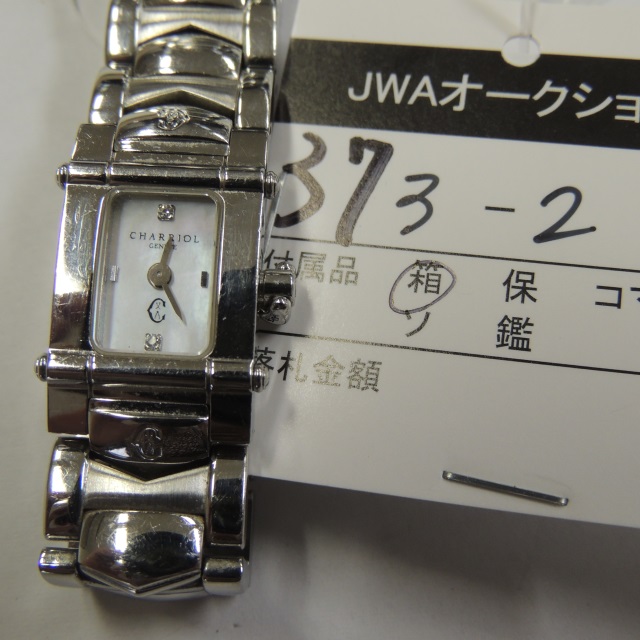 CHARRIOL
JWAオークショ
373-2
付属品 箱 保 コマ
ソ 鑑
落札金額